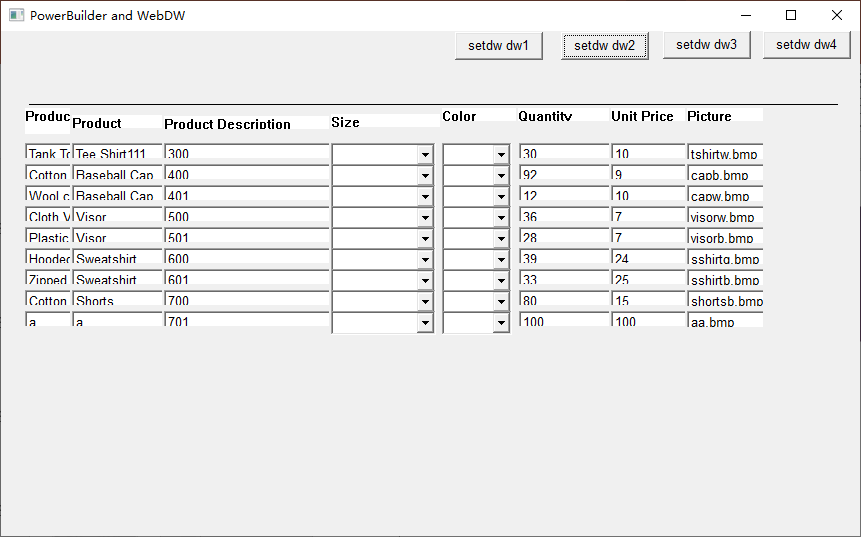 PowerBuilder and WebDW
setdw dw1 setdw dw2 setdw dw3 setdw dw4
Produc Product Product Description Size Color Quantity Unit Price Picture
Tank To Tee Shirt111 300 30 10 tshirtw.bmp
Cotton Baseball Cap 400 92 9 capb.bmp
Wool c Baseball Cap 401 12 10 capw.bmp
Cloth V Visor 500 36 7 visorw.bmp
Plastic Visor 501 28 7 visorb.bmp
Hooded Sweatshirt 600 39 24 sshirtg.bmp
Zipped Sweatshirt 601 33 25 sshirtb.bmp
Cotton Shorts 700 80 15 shortsb.bmp
a a 701 100 100 aa.bmp